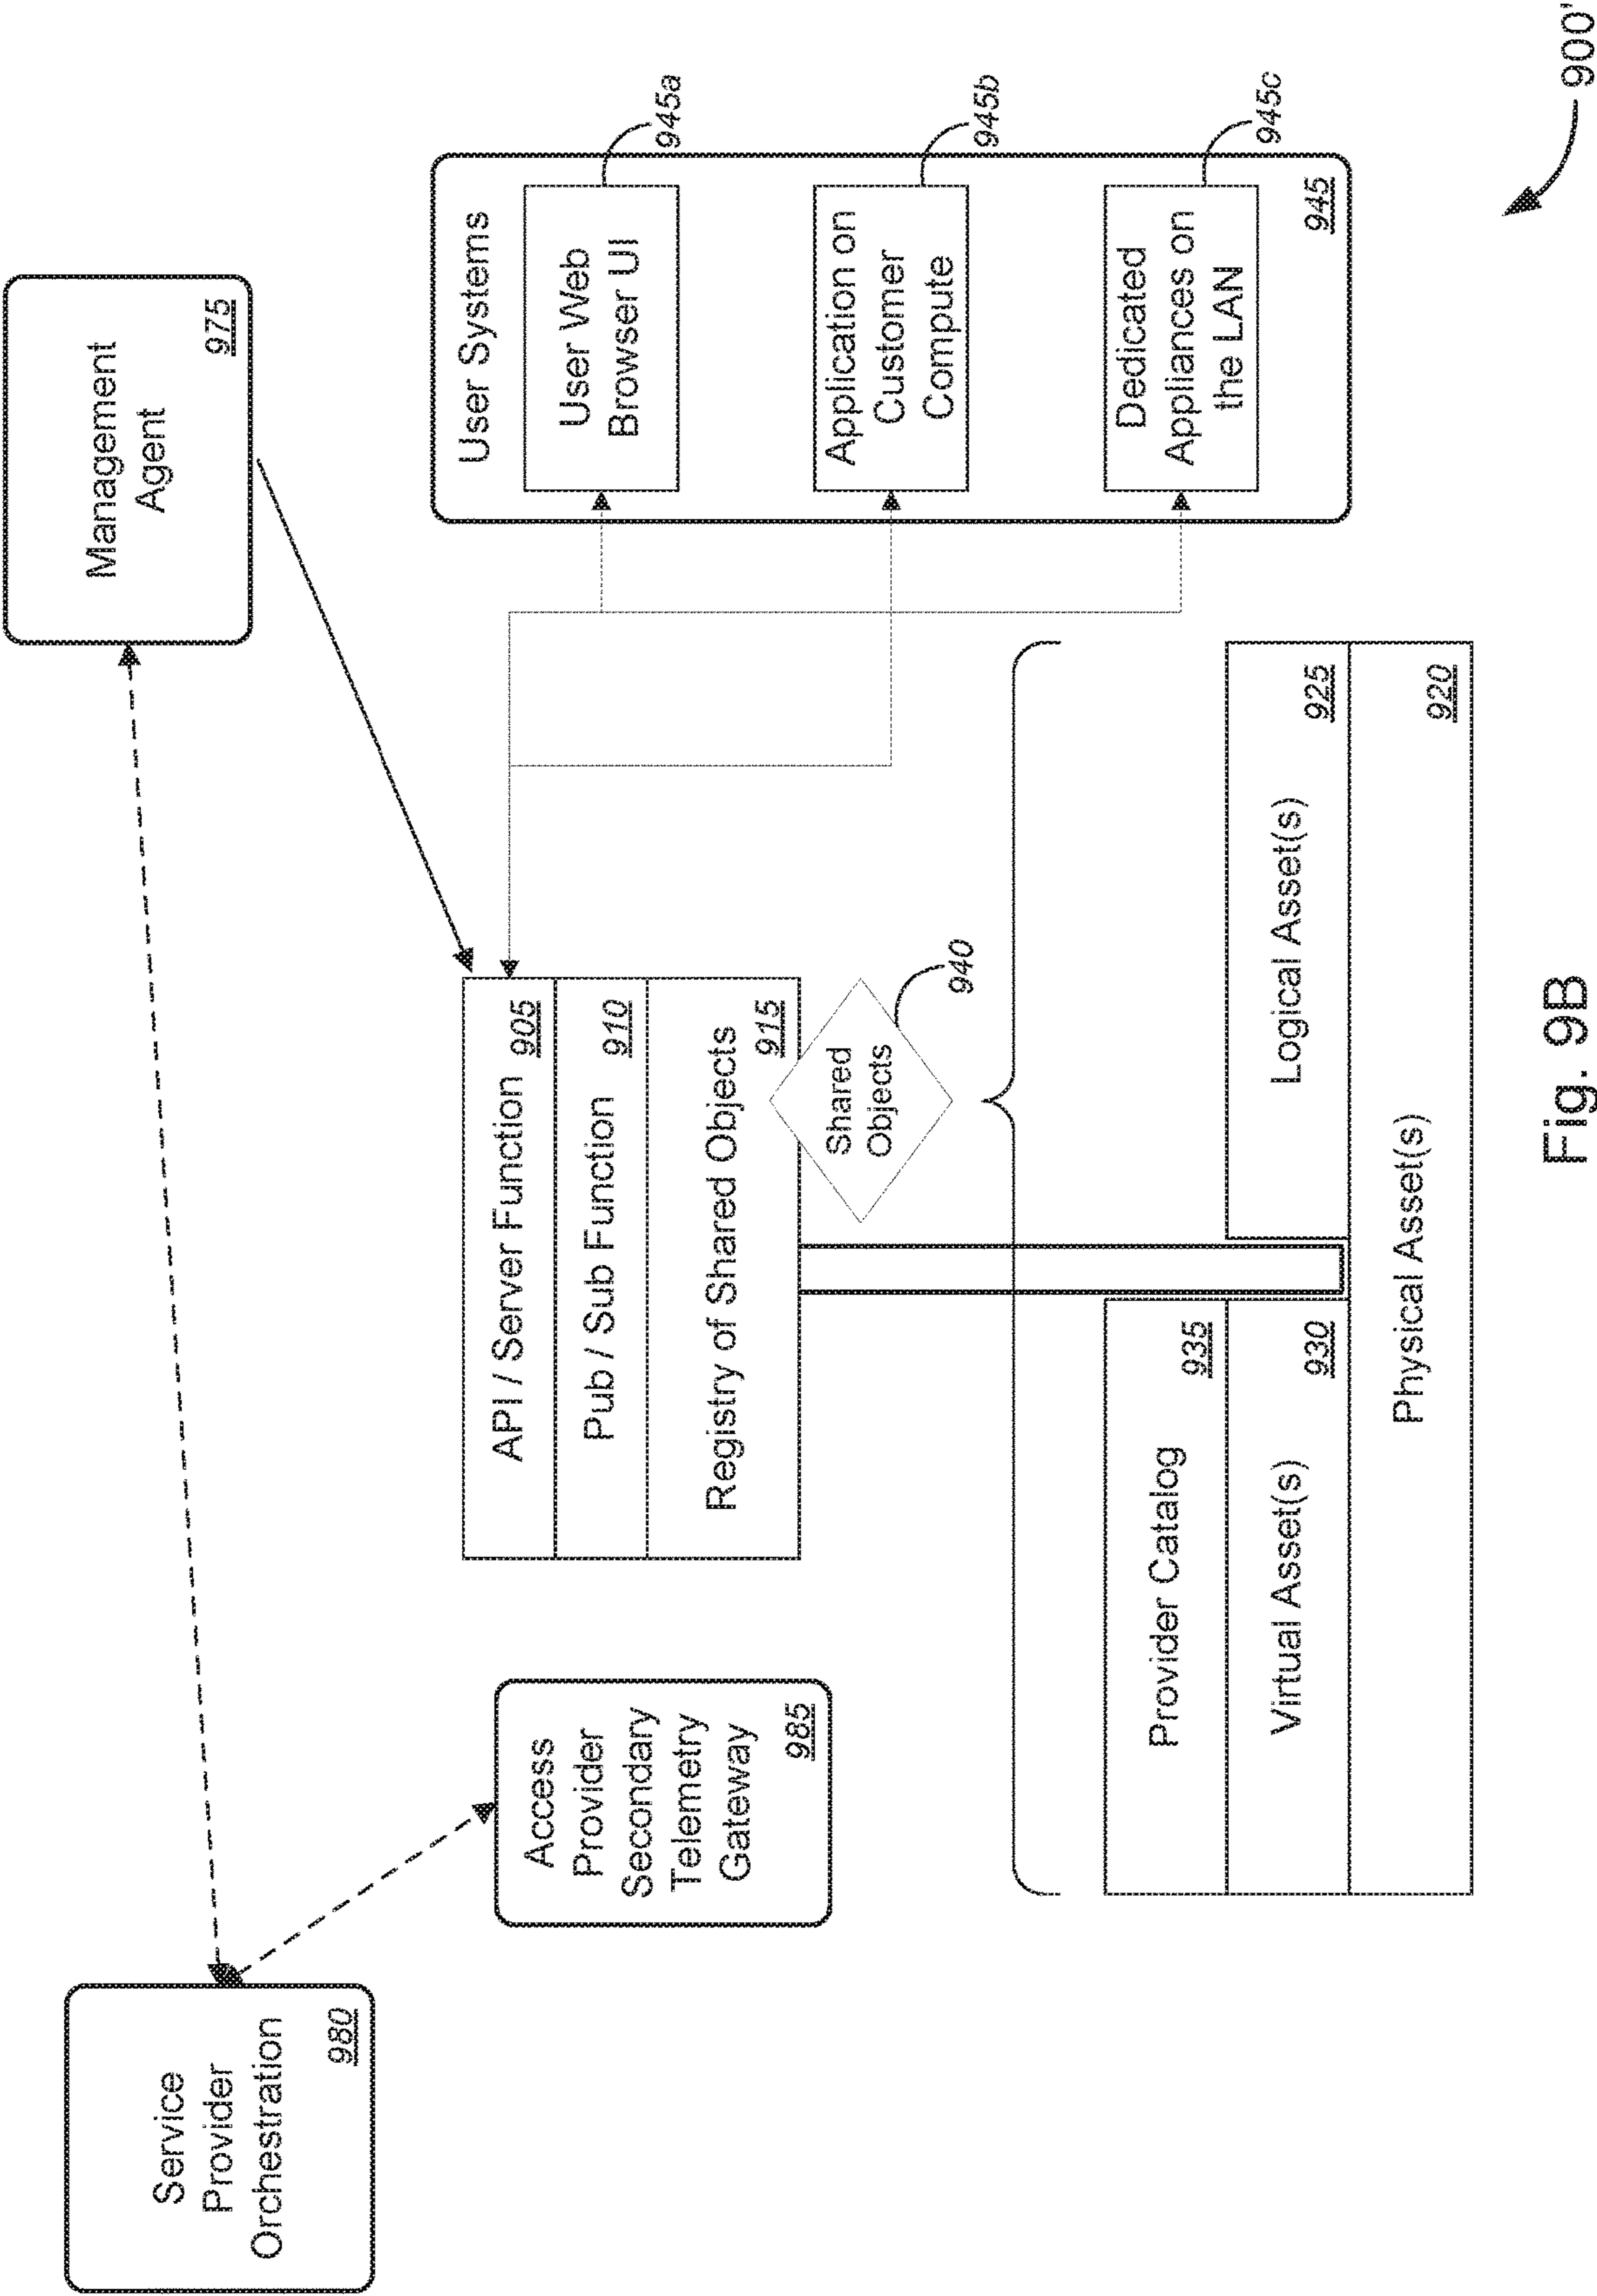 Service
Provider
Orchestration
980
Management
Agent
975
Access
Provider
Secondary
Telemetry
Gateway
985
API / Server Function
905
Pub / Sub Function
910
Registry of Shared Objects
915
Shared
Objects
940
User Systems
User Web
Browser UI
945a
Application on
Customer
Compute
945b
Dedicated
Appliances on
the LAN
945c
945
Provider Catalog
935
Virtual Asset(s)
930
Logical Asset(s)
925
Physical Asset(s)
920
900'
Fig. 9B